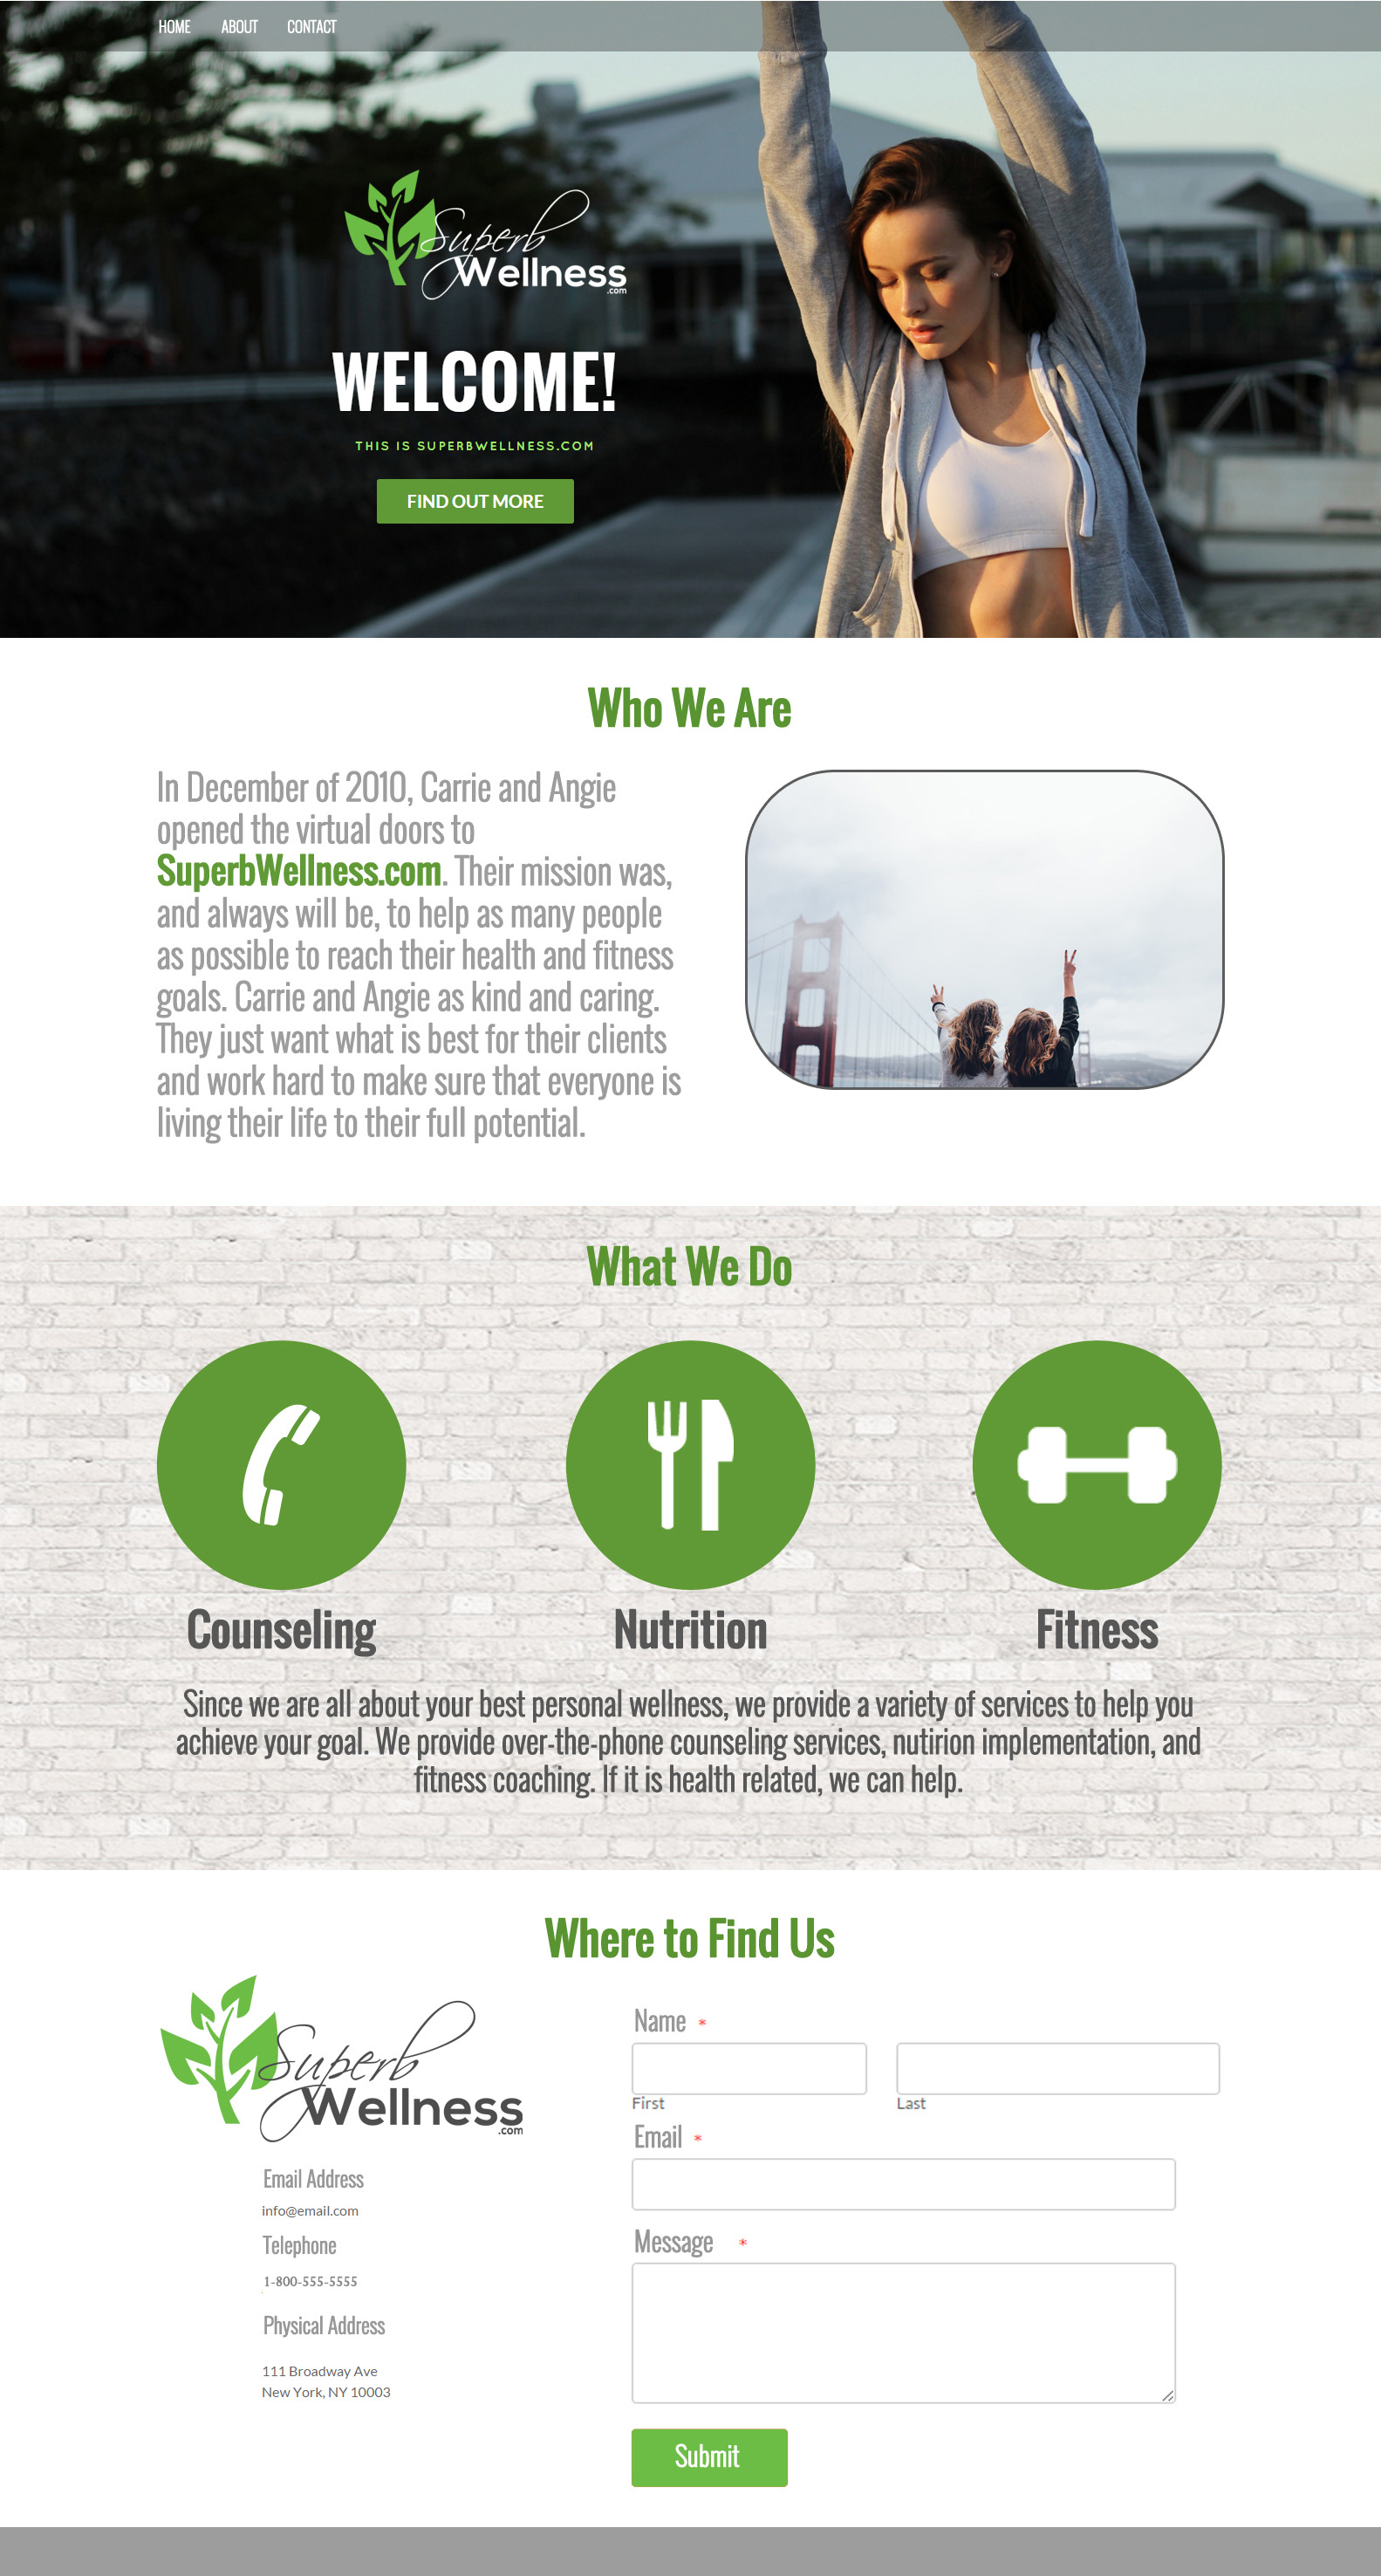 HOME ABOUT CONTACT
Superb
Wellness
.com
WELCOME!
THIS IS SUPERBWELLNESS.COM
FIND OUT MORE
Who We Are
In December of 2010, Carrie and Angie
opened the virtual doors to
SuperbWellness.com. Their mission was,
and always will be, to help as many people
as possible to reach their health and fitness
goals. Carrie and Angie as kind and caring.
They just want what is best for their clients
and work hard to make sure that everyone is
living their life to their full potential.
What We Do
Counseling Nutrition Fitness
Since we are all about your best personal wellness, we provide a variety of services to help you
achieve your goal. We provide over-the-phone counseling services, nutirion implementation, and
fitness coaching. If it is health related, we can help.
Where to Find Us
Superb
Wellness
.com
Email Address
info@email.com
Telephone
1-800-555-5555
Physical Address
111 Broadway Ave
New York, NY 10003
Name *
First Last
Email *
Message *
Submit